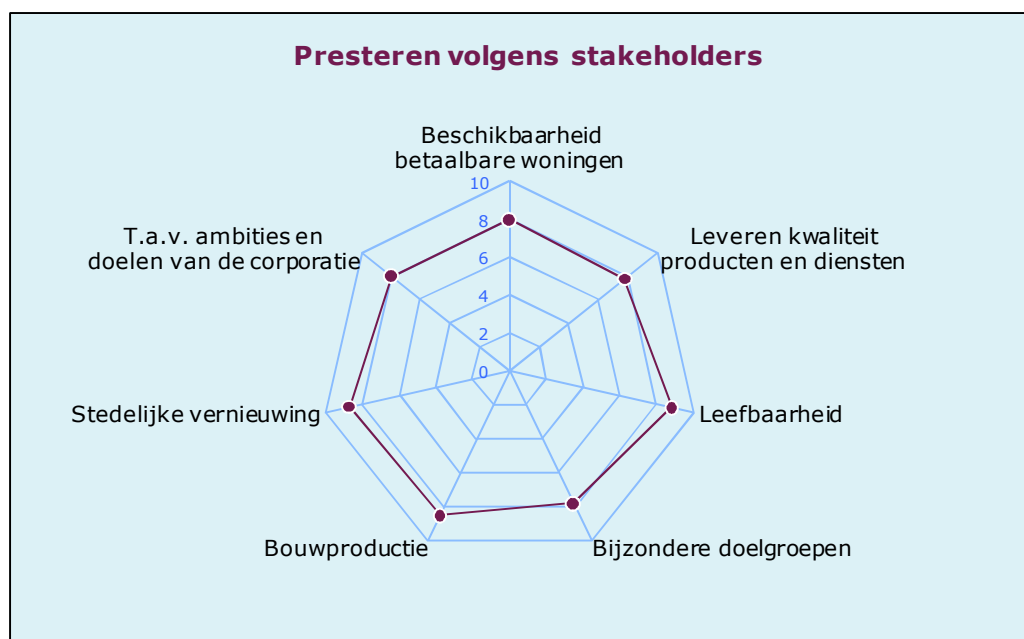 Presteren volgens stakeholders
Beschikbaarheid
betaalbare woningen
10
8
6
4
2
0
Leveren kwaliteit
producten en diensten
Leefbaarheid
Bijzondere doelgroepen
Bouwproductie
Stedelijke vernieuwing
T.a.v. ambities en
doelen van de corporatie